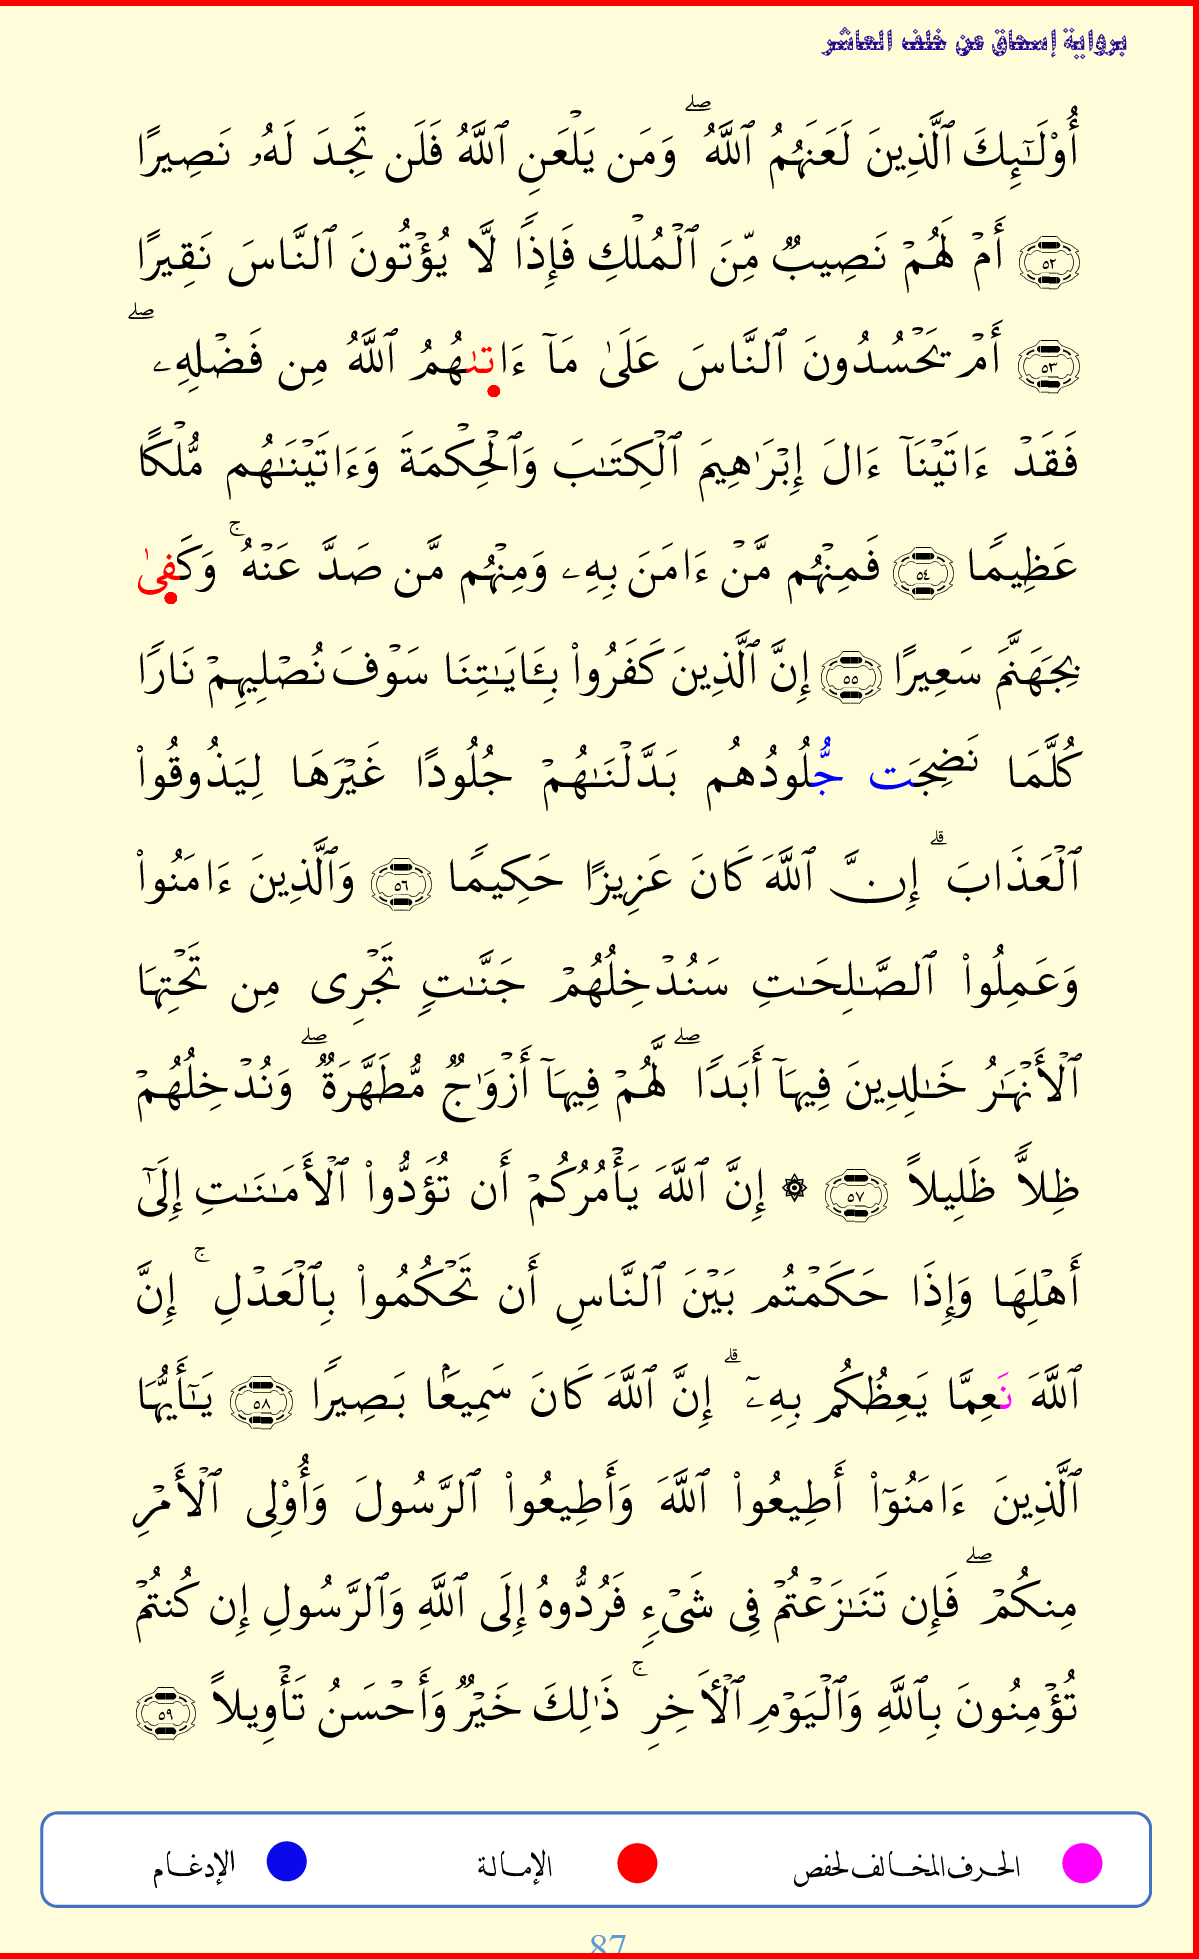 برواية إسحاق عن خلف العاشر
أُوْلَـٰٓئِكَ ٱلَّذِينَ لَعَنَهُمُ ٱللَّهُۖ وَمَن يَلْعَنِ ٱللَّهُ فَلَن تَجِدَ لَهُۥ نَصِيرًا
٥٢ أَمْ لَهُمْ نَصِيبٌ مِّنَ ٱلْمُلْكِ فَإِذًا لَّا يُؤْتُونَ ٱلنَّاسَ نَقِيرًا
٥٣ أَمْ يَحْسُدُونَ ٱلنَّاسَ عَلَىٰ مَآ ءَاتىٰهُمُ ٱللَّهُ مِن فَضْلِهِۦۖ
فَقَدْ ءَاتَيْنَآ ءَالَ إِبْرَٰهِيمَ ٱلْكِتَـٰبَ وَٱلْحِكْمَةَ وَءَاتَيْنَـٰهُم مُّلْكًا
عَظِيمًا ٥٤ فَمِنْهُم مَّنْ ءَامَنَ بِهِۦ وَمِنْهُم مَّن صَدَّ عَنْهُۚ وَكَفىٰ
بِجَهَنَّمَ سَعِيرًا ٥٥ إِنَّ ٱلَّذِينَ كَفَرُواْ بِـَٔايَـٰتِنَا سَوْفَ نُصْلِيهِمْ نَارًا
كُلَّمَا نَضِجَت جُّلُودُهُم بَدَّلْنَـٰهُمْ جُلُودًا غَيْرَهَا لِيَذُوقُواْ
ٱلْعَذَابَۗ إِنَّ ٱللَّهَ كَانَ عَزِيزًا حَكِيمًا ٥٦ وَٱلَّذِينَ ءَامَنُواْ
وَعَمِلُواْ ٱلصَّـٰلِحَـٰتِ سَنُدْخِلُهُمْ جَنَّـٰتٍ تَجْرِى مِن تَحْتِهَا
ٱلْأَنْهَـٰرُ خَـٰلِدِينَ فِيهَآ أَبَدًاۖ لَّهُمْ فِيهَآ أَزْوَٰجٌ مُّطَهَّرَةٌۖ وَنُدْخِلُهُمْ
ظِلاًّ ظَلِيلاً ٥٧ ۞ إِنَّ ٱللَّهَ يَأْمُرُكُمْ أَن تُؤَدُّواْ ٱلْأَمَـٰنَـٰتِ إِلَىٰٓ
أَهْلِهَا وَإِذَا حَكَمْتُم بَيْنَ ٱلنَّاسِ أَن تَحْكُمُواْ بِٱلْعَدْلِۚ إِنَّ
ٱللَّهَ نَعِمَّا يَعِظُكُم بِهِۦٓۗ إِنَّ ٱللَّهَ كَانَ سَمِيعَۢا بَصِيرًا ٥٨ يَـٰٓأَيُّهَا
ٱلَّذِينَ ءَامَنُوٓاْ أَطِيعُواْ ٱللَّهَ وَأَطِيعُواْ ٱلرَّسُولَ وَأُوْلِى ٱلْأَمْرِ
مِنكُمْۖ فَإِن تَنَـٰزَعْتُمْ فِى شَىْءٍ فَرُدُّوهُ إِلَى ٱللَّهِ وَٱلرَّسُولِ إِن كُنتُمْ
تُؤْمِنُونَ بِٱللَّهِ وَٱلْيَوْمِ ٱلْـَٔاخِرِۚ ذَٰلِكَ خَيْرٌ وَأَحْسَنُ تَأْوِيلاً ٥٩
الحرف المخالف لحفص الإمالة الإدغام
87